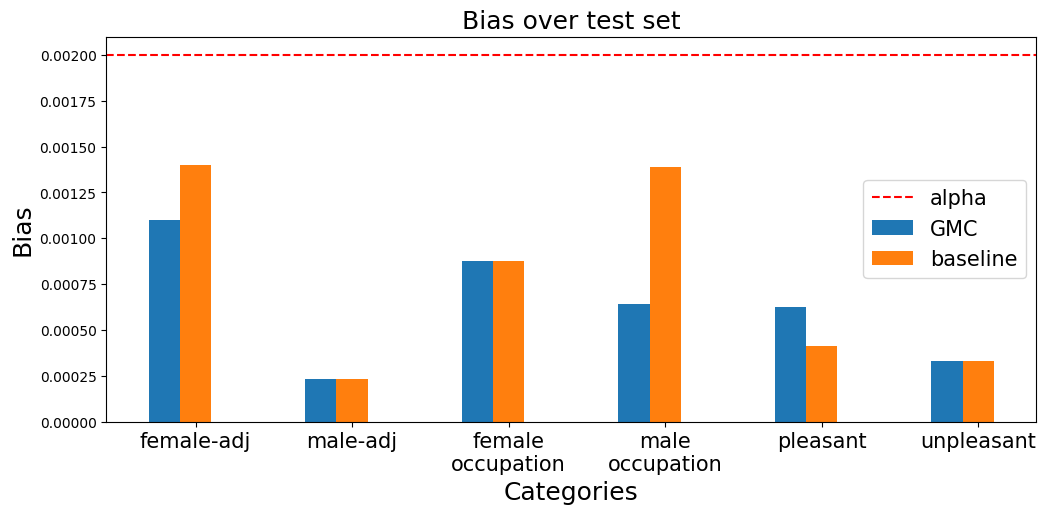 Bias over test set
0.00200
0.00175
0.00150
0.00125
0.00100
0.00075
0.00050
0.00025
0.00000
Bias
alpha
GMC
baseline
female-adj
male-adj
female
occupation
male
occupation
pleasant
unpleasant
Categories